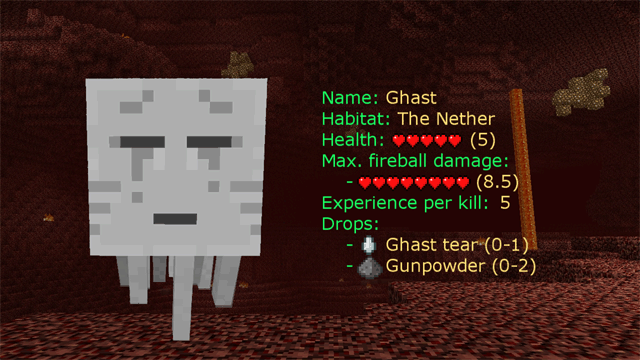 Name: Ghast
Habitat: The Nether
Health: (5)
Max. fireball damage:
- (8.5)
Experience per kill: 5
Drops:
- Ghast tear (0-1)
- Gunpowder (0-2)